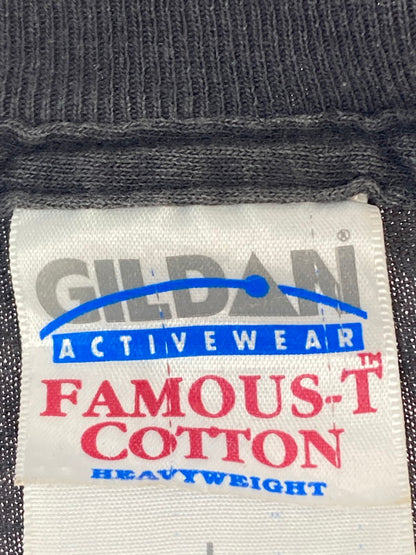 GILDAN®
ACTIVEWEAR
FAMOUS-T™
COTTON
HEAVYWEIGHT